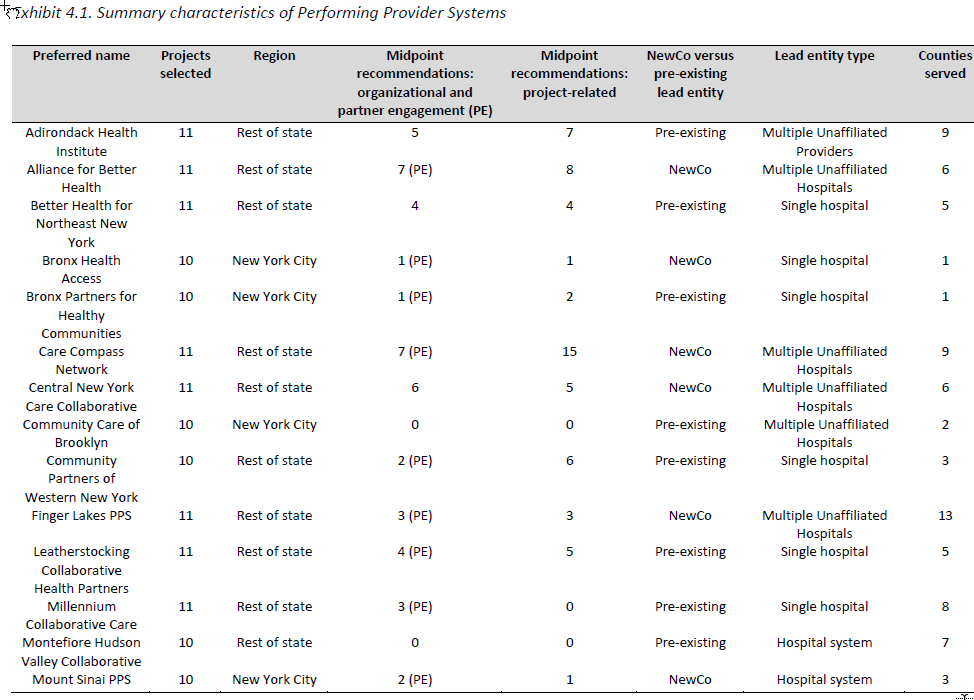 Exhibit 4.1. Summary characteristics of Performing Provider Systems
Preferred name Projects selected Region Midpoint recommendations: organizational and partner engagement (PE) Midpoint recommendations: project-related NewCo versus pre-existing lead entity Lead entity type Counties served
Adirondack Health Institute 11 Rest of state 5 7 Pre-existing Multiple Unaffiliated Providers 9
Alliance for Better Health 11 Rest of state 7 (PE) 8 NewCo Multiple Unaffiliated Hospitals 6
Better Health for Northeast New York 11 Rest of state 4 4 Pre-existing Single hospital 5
Bronx Health Access 10 New York City 1 (PE) 1 NewCo Single hospital 1
Bronx Partners for Healthy Communities 10 New York City 1 (PE) 2 Pre-existing Single hospital 1
Care Compass Network 11 Rest of state 7 (PE) 15 NewCo Multiple Unaffiliated Hospitals 9
Central New York Care Collaborative 11 Rest of state 6 5 NewCo Multiple Unaffiliated Hospitals 6
Community Care of Brooklyn 10 New York City 0 0 Pre-existing Multiple Unaffiliated Hospitals 2
Community Partners of Western New York 10 Rest of state 2 (PE) 6 Pre-existing Single hospital 3
Finger Lakes PPS 11 Rest of state 3 (PE) 3 NewCo Multiple Unaffiliated Hospitals 13
Leatherstocking Collaborative Health Partners 11 Rest of state 4 (PE) 5 Pre-existing Single hospital 5
Millennium Collaborative Care 11 Rest of state 3 (PE) 0 Pre-existing Single hospital 8
Montefiore Hudson Valley Collaborative 10 Rest of state 0 0 Pre-existing Hospital system 7
Mount Sinai PPS 10 New York City 2 (PE) 1 NewCo Hospital system 3